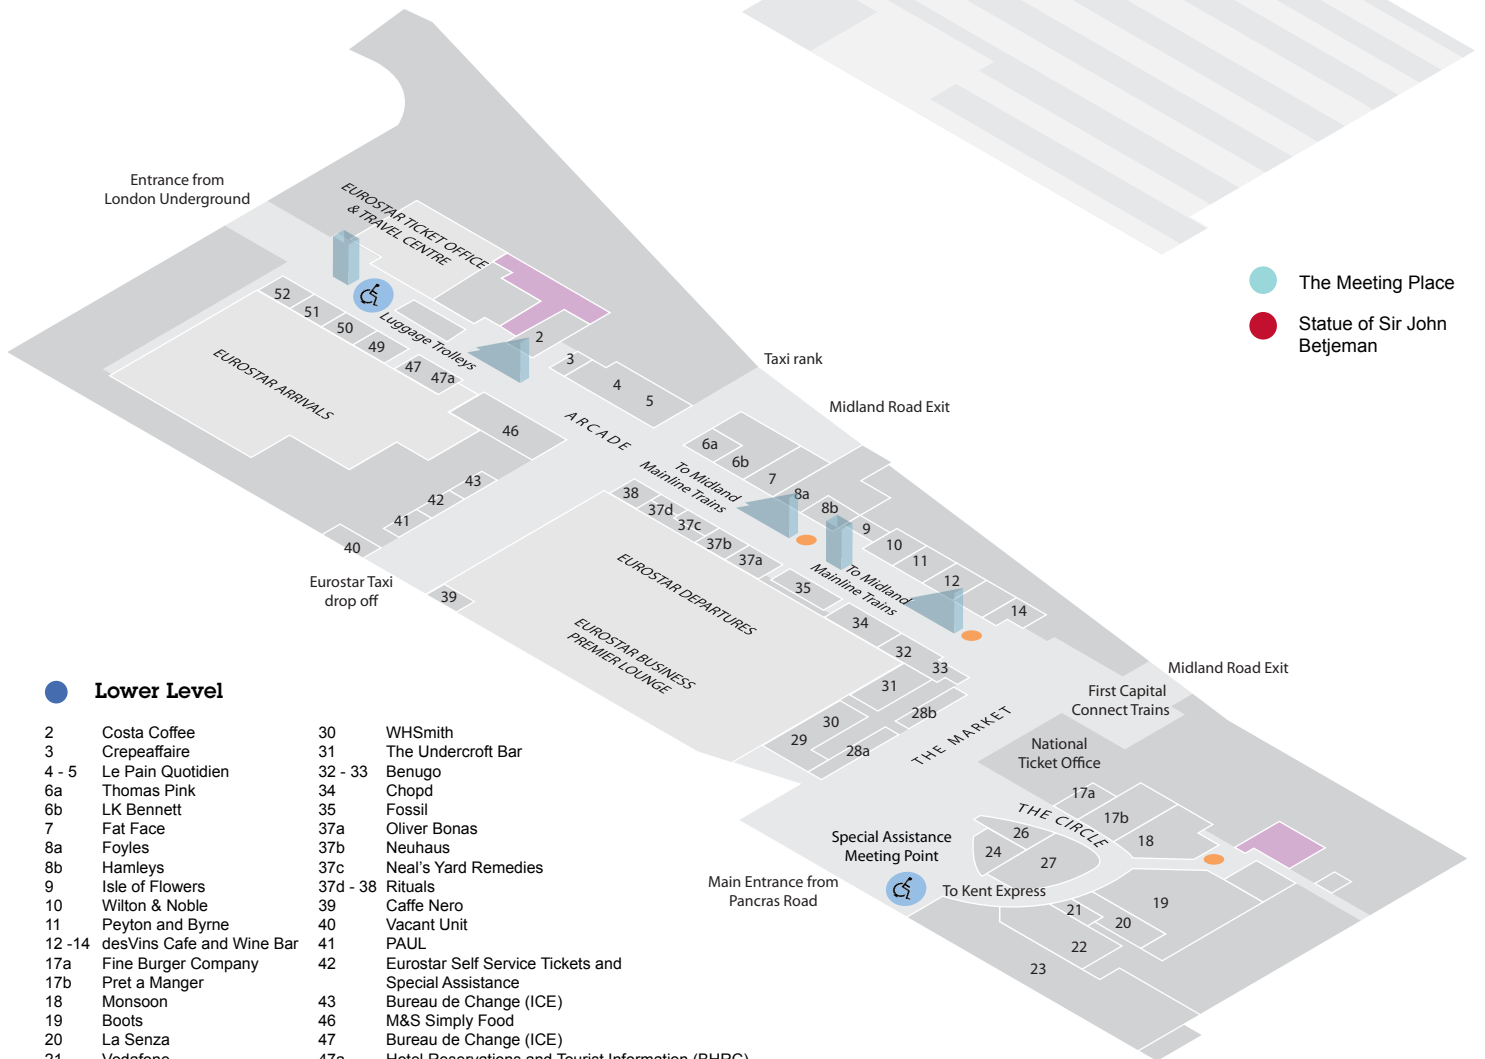 Entrance from
London Underground
EUROSTAR TICKET OFFICE
& TRAVEL CENTRE
52
51
50
49
47
47a
Luggage Trolleys
2
3
4
5
EUROSTAR ARRIVALS
46
ARCADE
Taxi rank
Midland Road Exit
The Meeting Place
Statue of Sir John
Betjeman
43
42
41
40
Eurostar Taxi
drop off
39
6a
6b
7
8a
8b
9
10
11
12
14
To Midland
Mainline Trains
38
37d
37c
37b
37a
35
To Midland
Mainline Trains
34
32
33
31
30
29
28b
28a
EUROSTAR DEPARTURES
EUROSTAR BUSINESS
PREMIER LOUNGE
THE MARKET
Midland Road Exit
First Capital
Connect Trains
National
Ticket Office
17a
17b
18
THE CIRCLE
26
24
27
Special Assistance
Meeting Point
Main Entrance from
Pancras Road
To Kent Express
19
21
20
22
23
Lower Level
2 Costa Coffee
3 Crepeaffaire
4 - 5 Le Pain Quotidien
6a Thomas Pink
6b LK Bennett
7 Fat Face
8a Foyles
8b Hamleys
9 Isle of Flowers
10 Wilton & Noble
11 Peyton and Byrne
12 -14 desVins Cafe and Wine Bar
17a Fine Burger Company
17b Pret a Manger
18 Monsoon
19 Boots
20 La Senza
21 Vodafone
30 WHSmith
31 The Undercroft Bar
32 - 33 Benugo
34 Chopd
35 Fossil
37a Oliver Bonas
37b Neuhaus
37c Neal's Yard Remedies
37d - 38 Rituals
39 Caffe Nero
40 Vacant Unit
41 PAUL
42 Eurostar Self Service Tickets and
Special Assistance
43 Bureau de Change (ICE)
46 M&S Simply Food
47 Bureau de Change (ICE)
47a Hotel Reservations and Tourist Information (BHRC)